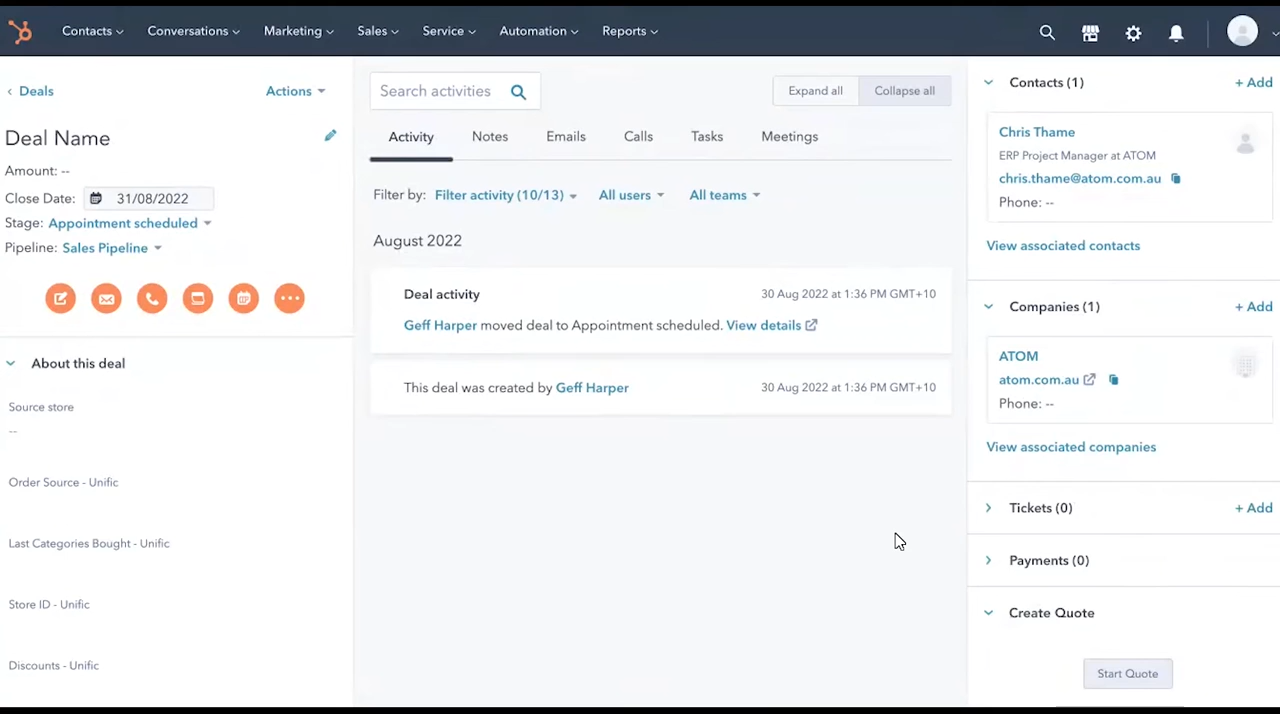 Contacts
Conversations
Marketing
Sales
Service
Automation
Reports
Deals
Actions
Deal Name
Amount: --
Close Date: 31/08/2022
Stage: Appointment scheduled
Pipeline: Sales Pipeline
About this deal
Source store
--
Order Source - Unific
Last Categories Bought - Unific
Store ID - Unific
Discounts - Unific
Search activities
Expand all
Collapse all
Activity
Notes
Emails
Calls
Tasks
Meetings
Filter by: Filter activity (10/13) All users All teams
August 2022
Deal activity 30 Aug 2022 at 1:36 PM GMT+10
Geff Harper moved deal to Appointment scheduled. View details
This deal was created by Geff Harper 30 Aug 2022 at 1:36 PM GMT+10
Contacts (1) + Add
Chris Thame
ERP Project Manager at ATOM
chris.thame@atom.com.au
Phone: --
View associated contacts
Companies (1) + Add
ATOM
atom.com.au
Phone: --
View associated companies
Tickets (0) + Add
Payments (0)
Create Quote
Start Quote